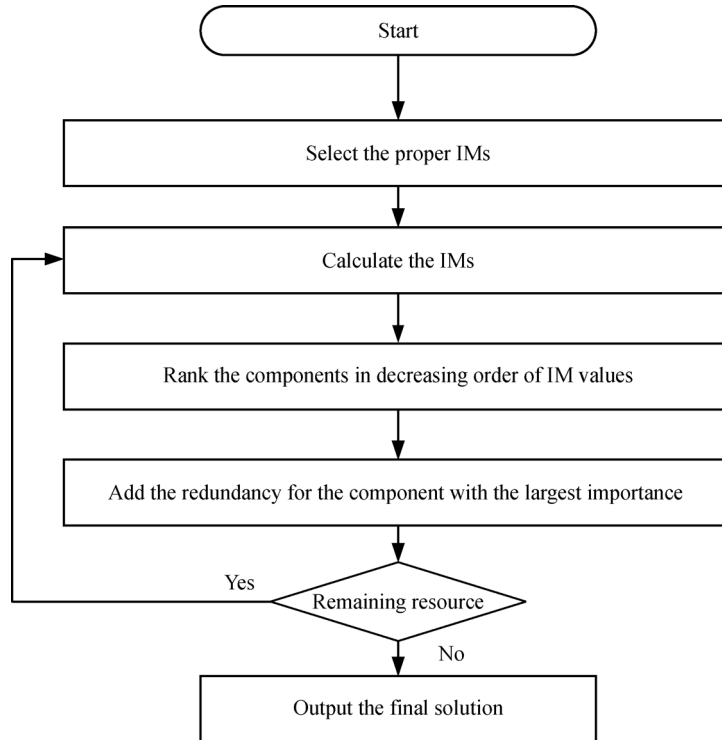 Start
Select the proper IMs
Calculate the IMs
Rank the components in decreasing order of IM values
Add the redundancy for the component with the largest importance
Yes
Remaining resource
No
Output the final solution